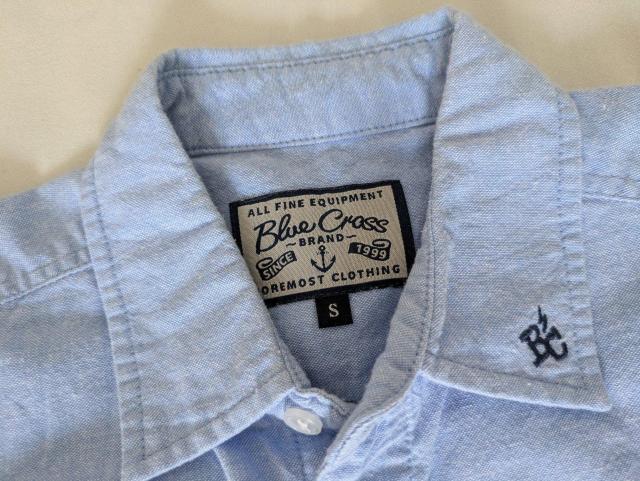 ALL FINE EQUIPMENT
Blue Cross
~BRAND~
SINCE 1999
OREMOST CLOTHING
S
BC